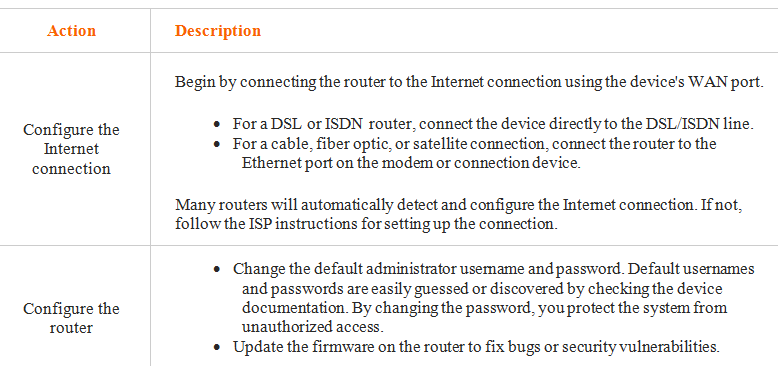 Action
Description
Begin by connecting the router to the Internet connection using the device's WAN port.
• For a DSL or ISDN router, connect the device directly to the DSL/ISDN line.
• For a cable, fiber optic, or satellite connection, connect the router to the
Ethernet port on the modem or connection device.
Configure the
Internet
connection
Many routers will automatically detect and configure the Internet connection. If not,
follow the ISP instructions for setting up the connection.
• Change the default administrator username and password. Default usernames
and passwords are easily guessed or discovered by checking the device
documentation. By changing the password, you protect the system from
unauthorized access.
Configure the
router
• Update the firmware on the router to fix bugs or security vulnerabilities.